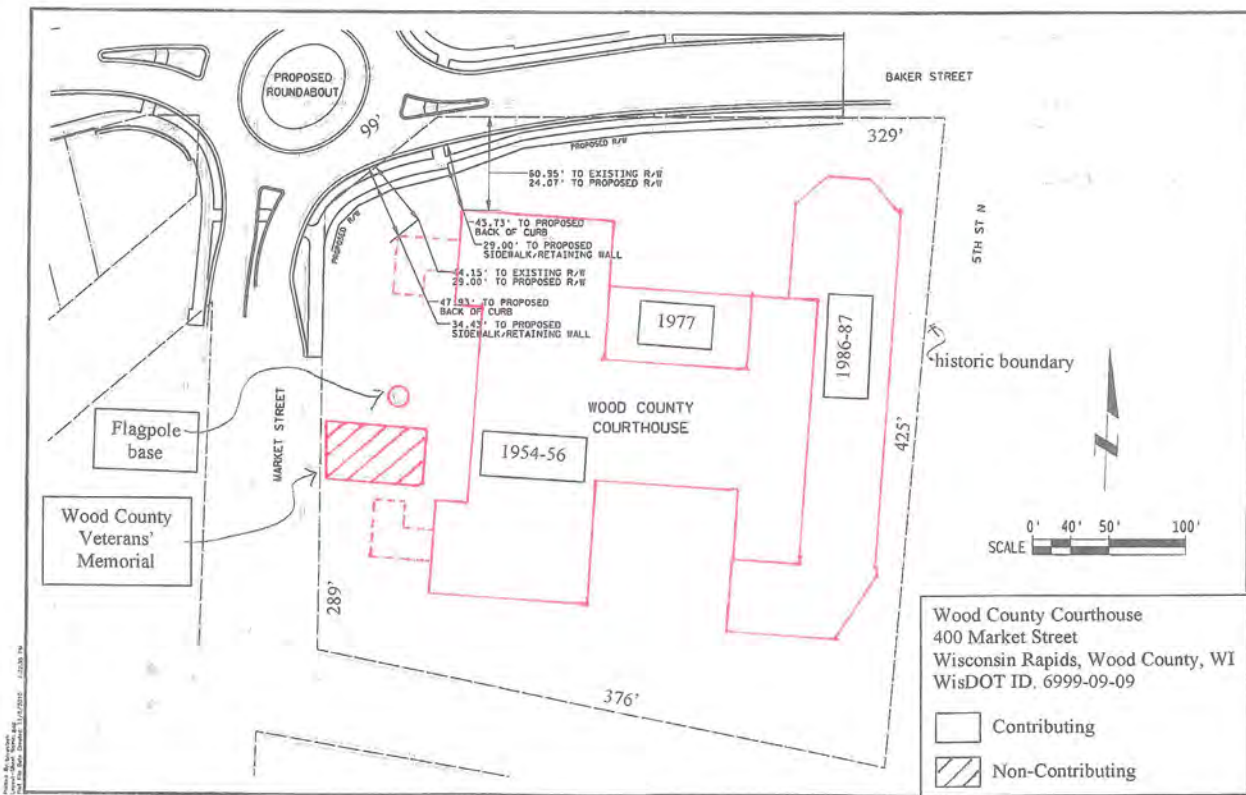 PROPOSED
ROUNDABOUT
BAKER STREET
99'
329'
PROPOSED R/W
60.95' TO EXISTING R/W
24.07' TO PROPOSED R/W
PROPOSED R/W
43.73' TO PROPOSED
BACK OF CURB
29.00' TO PROPOSED
SIDEWALK/RETAINING WALL
44.15' TO EXISTING R/W
29.00' TO PROPOSED R/W
47.93' TO PROPOSED
BACK OF CURB
34.43' TO PROPOSED
SIDEWALK/RETAINING WALL
5TH ST N
1977
1986-87
historic boundary
WOOD COUNTY
COURTHOUSE
Flagpole
base
MARKET STREET
1954-56
425'
Wood County
Veterans'
Memorial
N
0' 40' 50' 100'
SCALE
289'
376'
Wood County Courthouse
400 Market Street
Wisconsin Rapids, Wood County, WI
WisDOT ID. 6999-09-09
Contributing
Non-Contributing